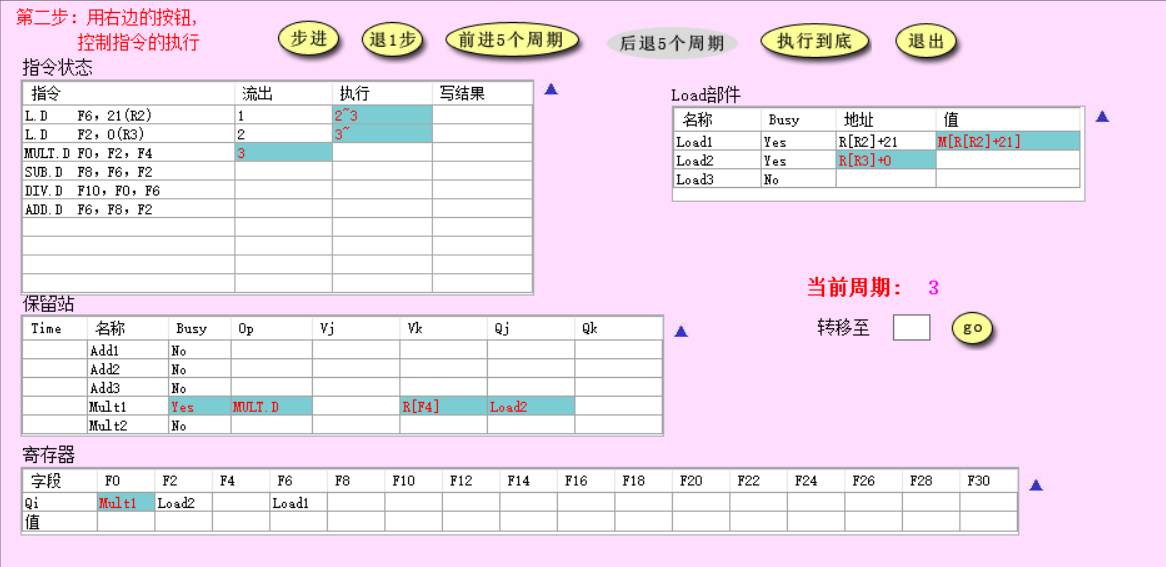 第二步：用右边的按钮，
控制指令的执行
步进 退1步 前进5个周期 后退5个周期 执行到底 退出
指令状态
指令 流出 执行 写结果
L.D F6，21(R2) 1 2~3
L.D F2，0(R3) 2 3~
MULT.D F0，F2，F4 3
SUB.D F8，F6，F2
DIV.D F10，F0，F6
ADD.D F6，F8，F2
Load部件
名称 Busy 地址 值
Load1 Yes R[R2]+21 M[R[R2]+21]
Load2 Yes R[R3]+0
Load3 No
当前周期： 3
转移至 go
保留站
Time 名称 Busy Op Vj Vk Qj Qk
Add1 No
Add2 No
Add3 No
Mult1 Yes MULT.D R[F4] Load2
Mult2 No
寄存器
字段 F0 F2 F4 F6 F8 F10 F12 F14 F16 F18 F20 F22 F24 F26 F28 F30
Qi Mult1 Load2 Load1
值